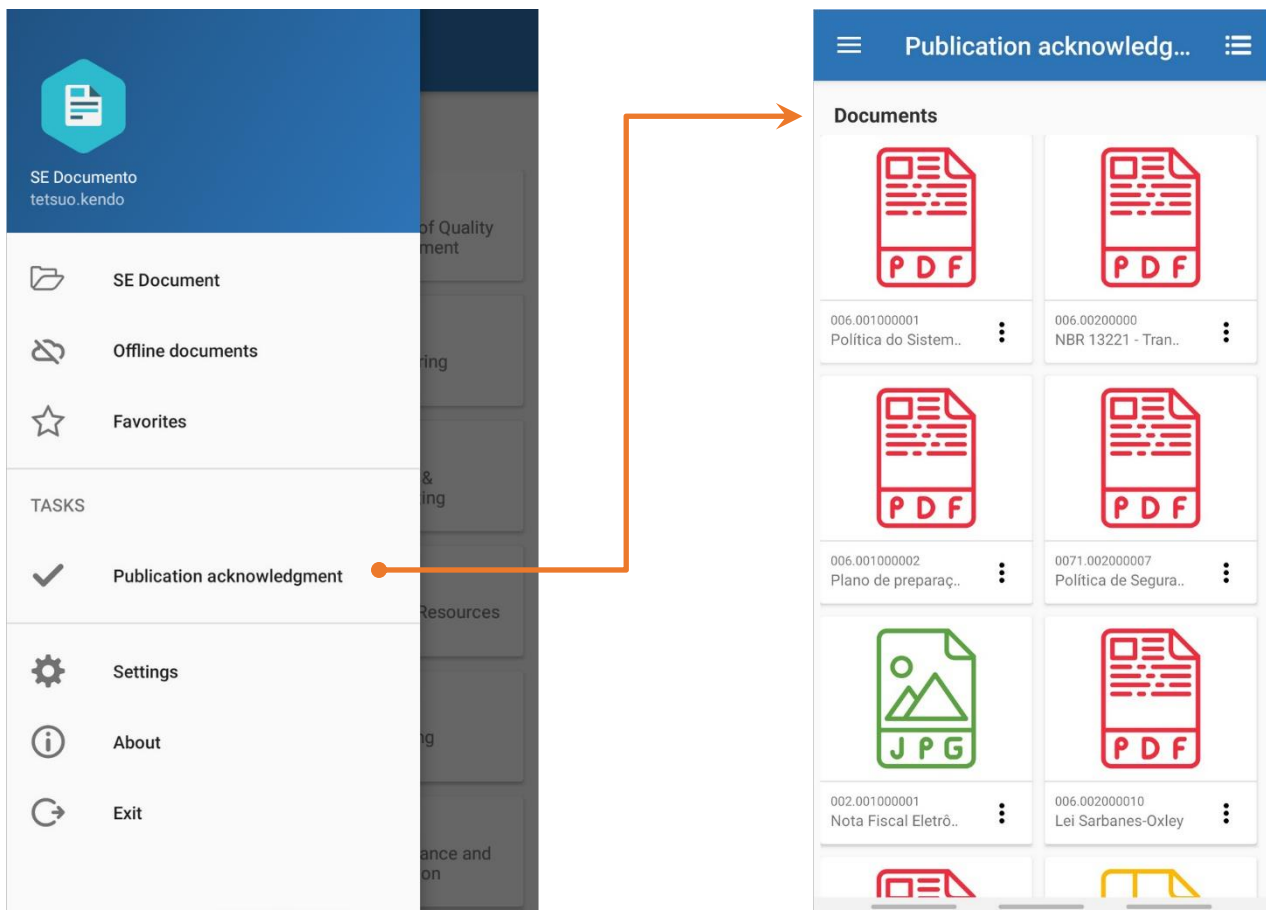 SE Documento
tetsuo.kendo
SE Document
Offline documents
Favorites
TASKS
Publication acknowledgment
Settings
About
Exit
of Quality
ment
ring
&
ing
Resources
ng
ance and
on
Publication acknowledg...
Documents
PDF
PDF
006.001000001
Política do Sistem..
006.00200000
NBR 13221 - Tran..
PDF
PDF
006.001000002
Plano de preparaç..
0071.002000007
Política de Segura..
JPG
PDF
002.001000001
Nota Fiscal Eletrô..
006.002000010
Lei Sarbanes-Oxley